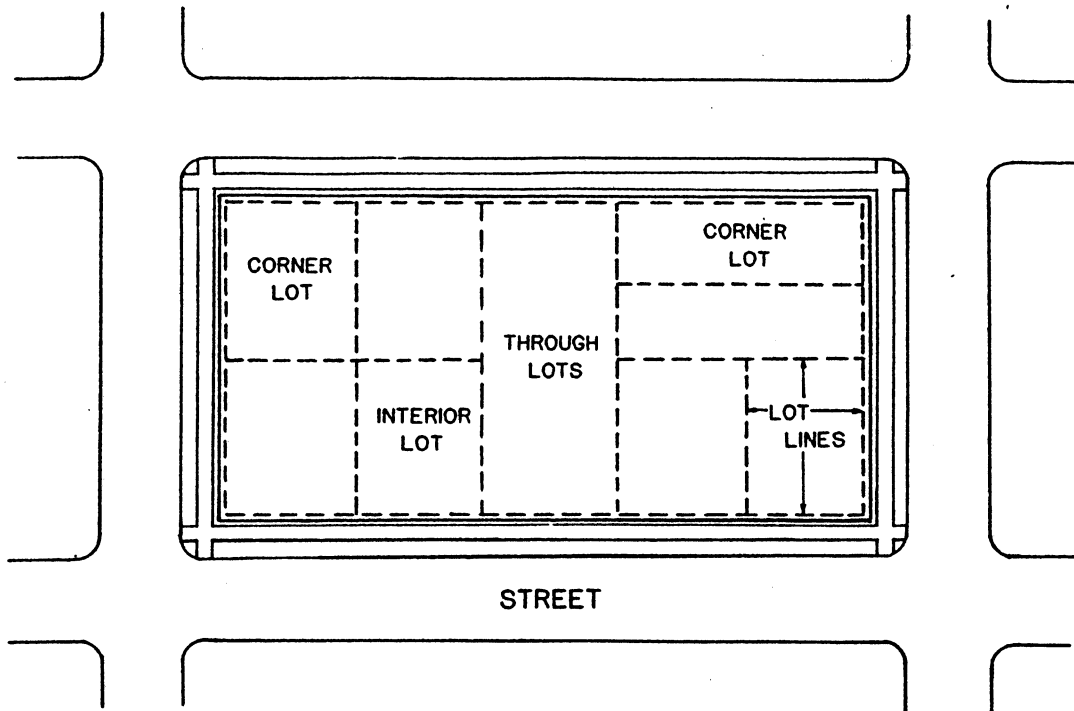 CORNER
LOT
CORNER
LOT
THROUGH
LOTS
INTERIOR
LOT
LOT
LINES
STREET